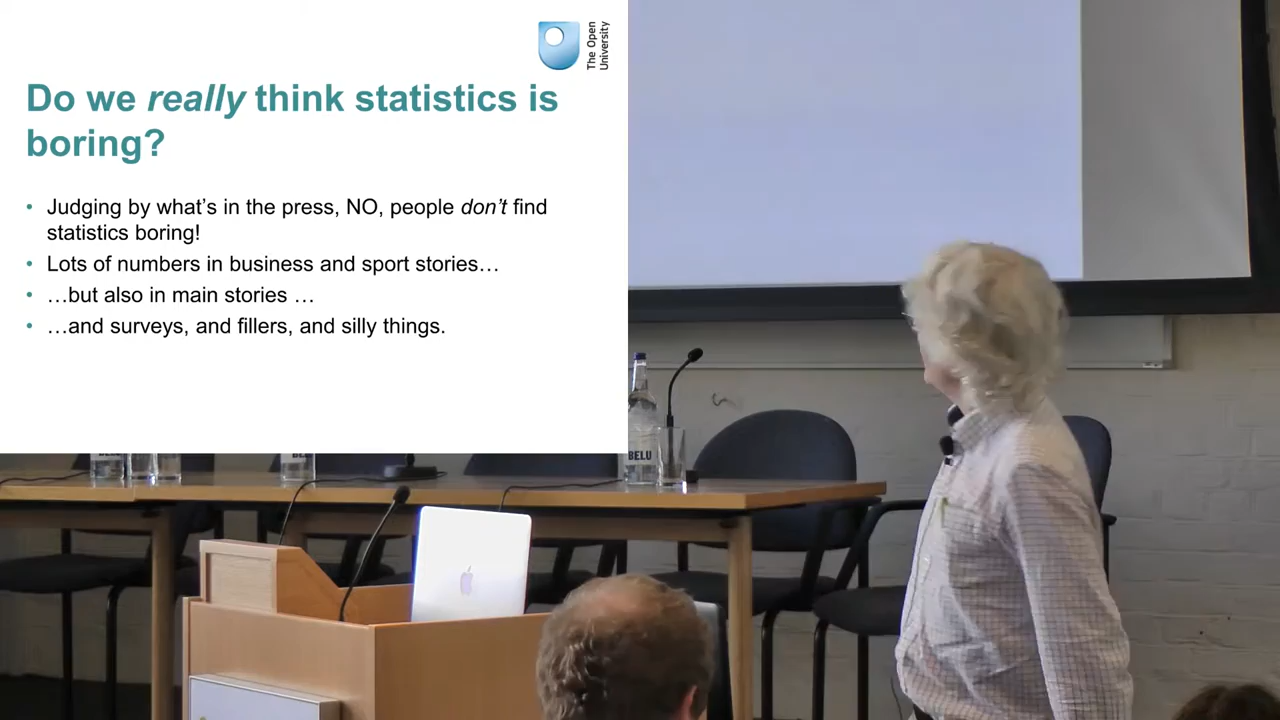 The Open
University
Do we really think statistics is
boring?
• Judging by what’s in the press, NO, people don’t find
statistics boring!
• Lots of numbers in business and sport stories…
• …but also in main stories …
• …and surveys, and fillers, and silly things.
BELU
BELU
BELU